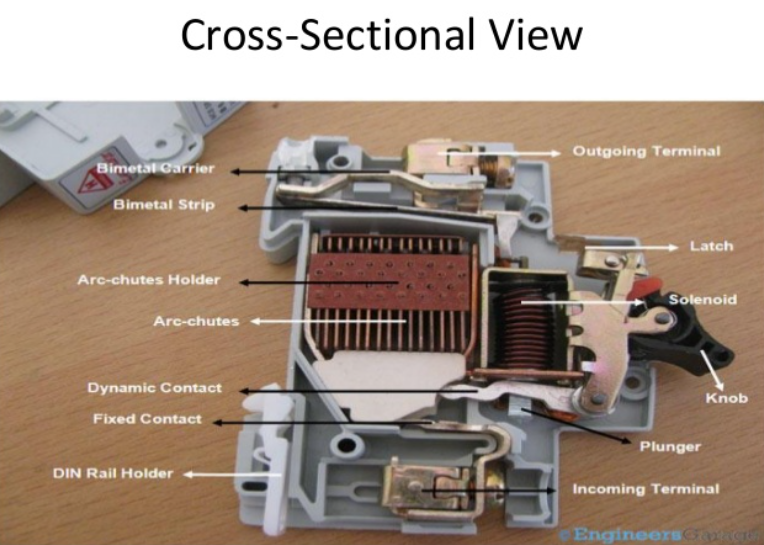 Cross-Sectional View
Outgoing Terminal
Bimetal Carrier
Bimetal Strip
Latch
Arc-chutes Holder
Solenoid
Arc-chutes
Dynamic Contact
Knob
Fixed Contact
Plunger
DIN Rail Holder
Incoming Terminal
EngineersGarage